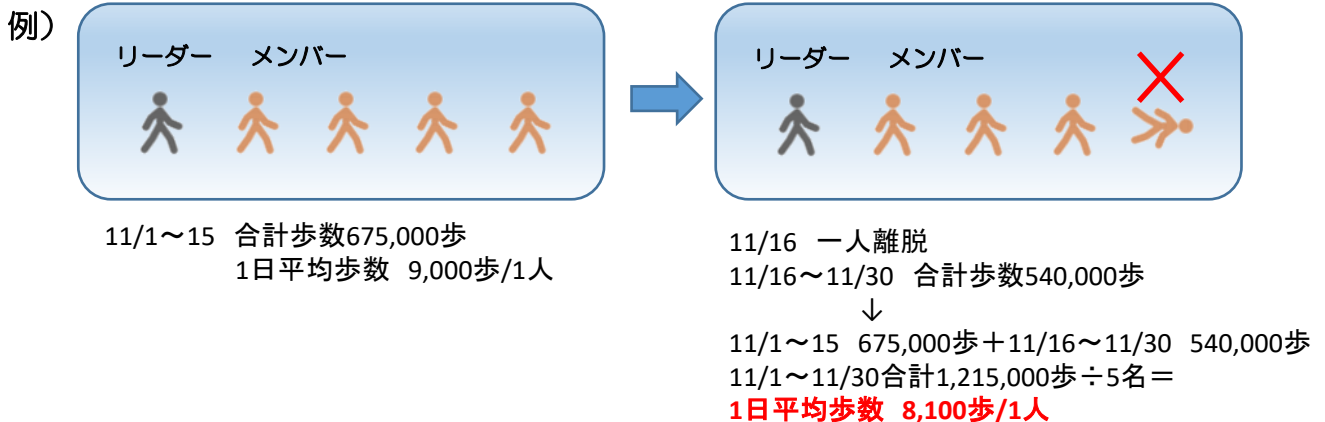 例）
リーダー　メンバー
11/1～15　合計歩数675,000歩
1日平均歩数　9,000歩/1人
リーダー　メンバー
11/16　一人離脱
11/16～11/30　合計歩数540,000歩
↓
11/1～15　675,000歩＋11/16～11/30　540,000歩
11/1～11/30合計1,215,000歩÷5名＝
1日平均歩数　8,100歩/1人